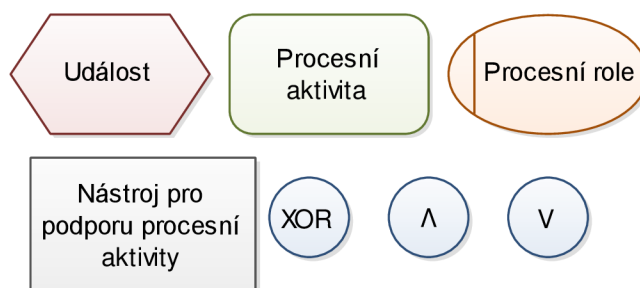 Událost
Procesní
aktivita
Procesní role
Nástroj pro
podporu procesní
aktivity
XOR
Λ
V